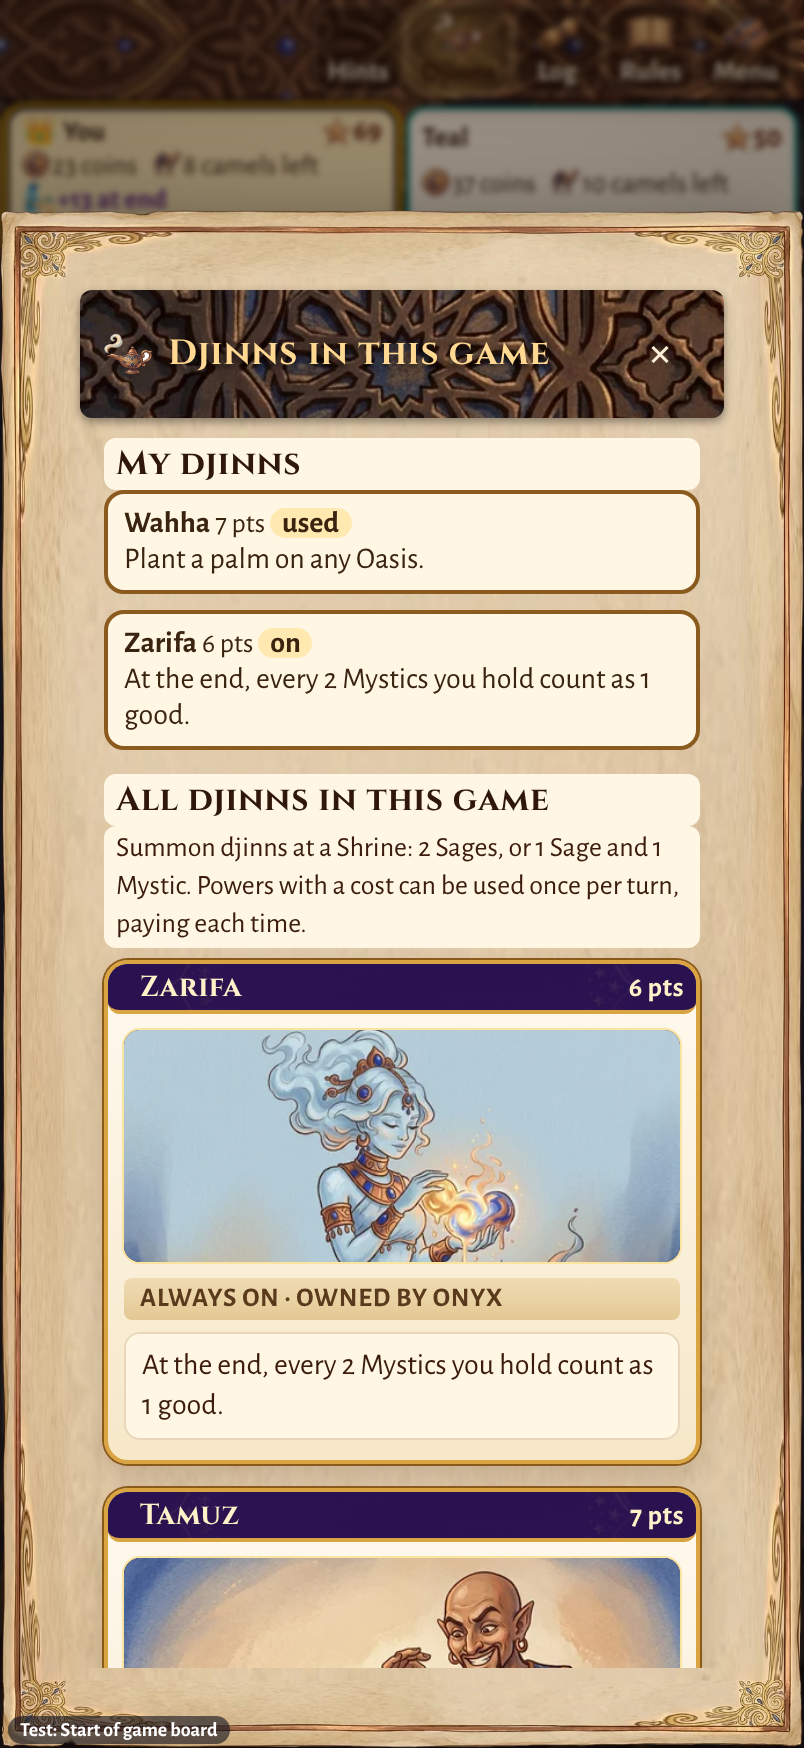 Hints
Log
Rules
Menu
You
69
23 coins
8 camels left
+13 at end
Teal
50
37 coins
10 camels left
Djinns in this game
×
My djinns
Wahha 7 pts used
Plant a palm on any Oasis.
Zarifa 6 pts on
At the end, every 2 Mystics you hold count as 1
good.
All djinns in this game
Summon djinns at a Shrine: 2 Sages, or 1 Sage and 1
Mystic. Powers with a cost can be used once per turn,
paying each time.
Zarifa 6 pts
ALWAYS ON · OWNED BY ONYX
At the end, every 2 Mystics you hold count as
1 good.
Tamuz 7 pts
Test: Start of game board